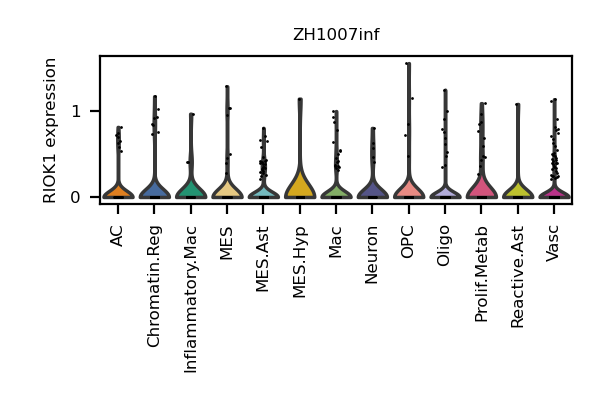 ZH1007inf
RIOK1 expression
1
0
AC
Chromatin.Reg
Inflammatory.Mac
MES
MES.Ast
MES.Hyp
Mac
Neuron
OPC
Oligo
Prolif.Metab
Reactive.Ast
Vasc